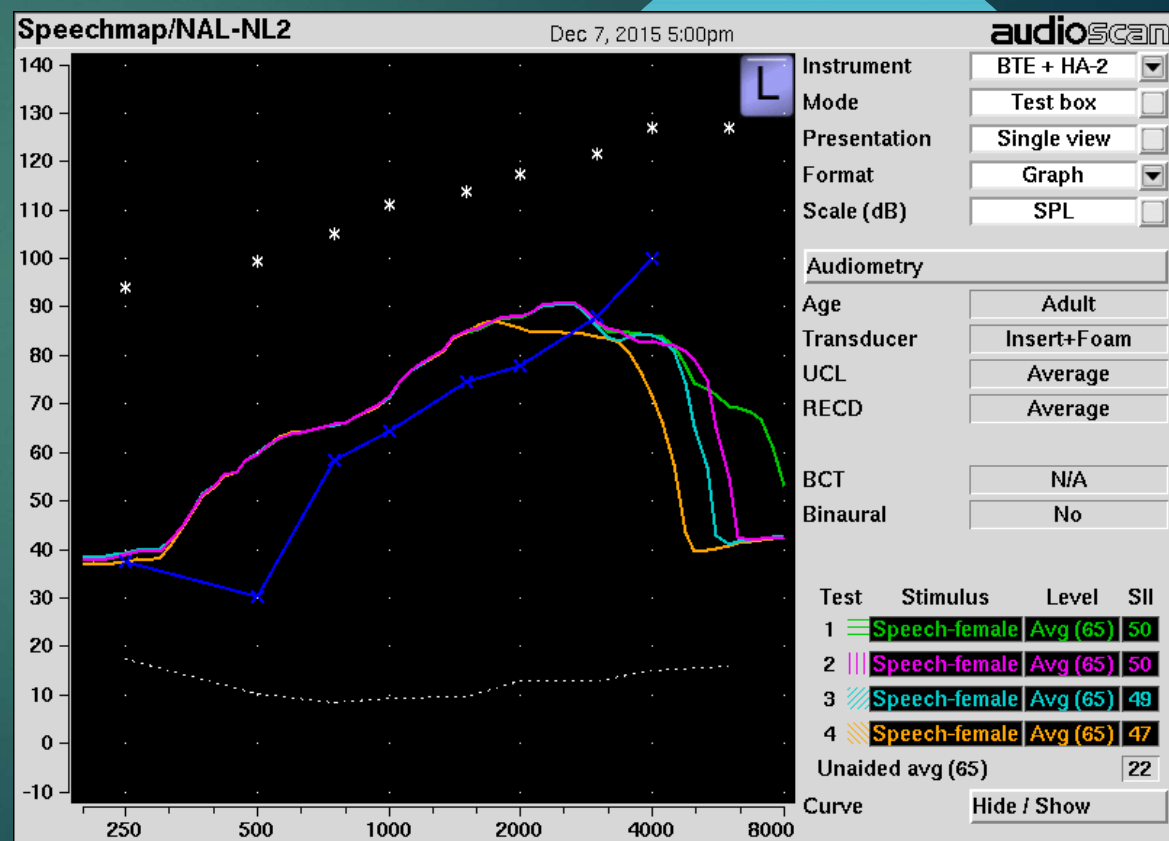 Speechmap/NAL-NL2 Dec 7, 2015 5:00pm audioscan
L
Instrument BTE + HA-2
Mode Test box
Presentation Single view
Format Graph
Scale (dB) SPL
Audiometry
Age Adult
Transducer Insert+Foam
UCL Average
RECD Average
BCT N/A
Binaural No
Test Stimulus Level SII
1 Speech-female Avg (65) 50
2 Speech-female Avg (65) 50
3 Speech-female Avg (65) 49
4 Speech-female Avg (65) 47
Unaided avg (65) 22
Curve Hide / Show
140
130
120
110
100
90
80
70
60
50
40
30
20
10
0
-10
250 500 1000 2000 4000 8000